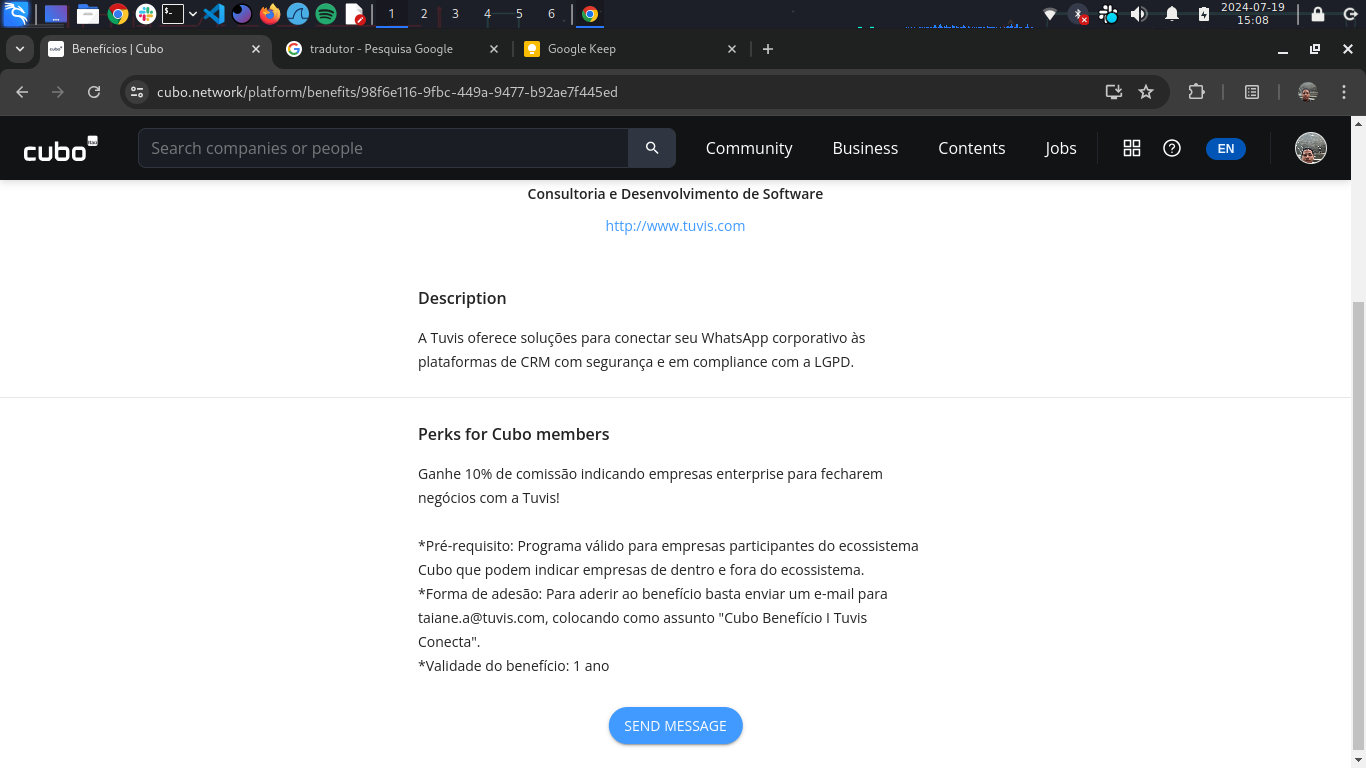 1 2 3 4 5 6
2024-07-19
15:08
Benefícios | Cubo
tradutor - Pesquisa Google
Google Keep
cubo.network/platform/benefits/98f6e116-9fbc-449a-9477-b92ae7f445ed
cubo Itaú
Search companies or people
Community
Business
Contents
Jobs
EN
Consultoria e Desenvolvimento de Software
http://www.tuvis.com
Description
A Tuvis oferece soluções para conectar seu WhatsApp corporativo às
plataformas de CRM com segurança e em compliance com a LGPD.
Perks for Cubo members
Ganhe 10% de comissão indicando empresas enterprise para fecharem
negócios com a Tuvis!
*Pré-requisito: Programa válido para empresas participantes do ecossistema
Cubo que podem indicar empresas de dentro e fora do ecossistema.
*Forma de adesão: Para aderir ao benefício basta enviar um e-mail para
taiane.a@tuvis.com, colocando como assunto "Cubo Benefício I Tuvis
Conecta".
*Validade do benefício: 1 ano
SEND MESSAGE